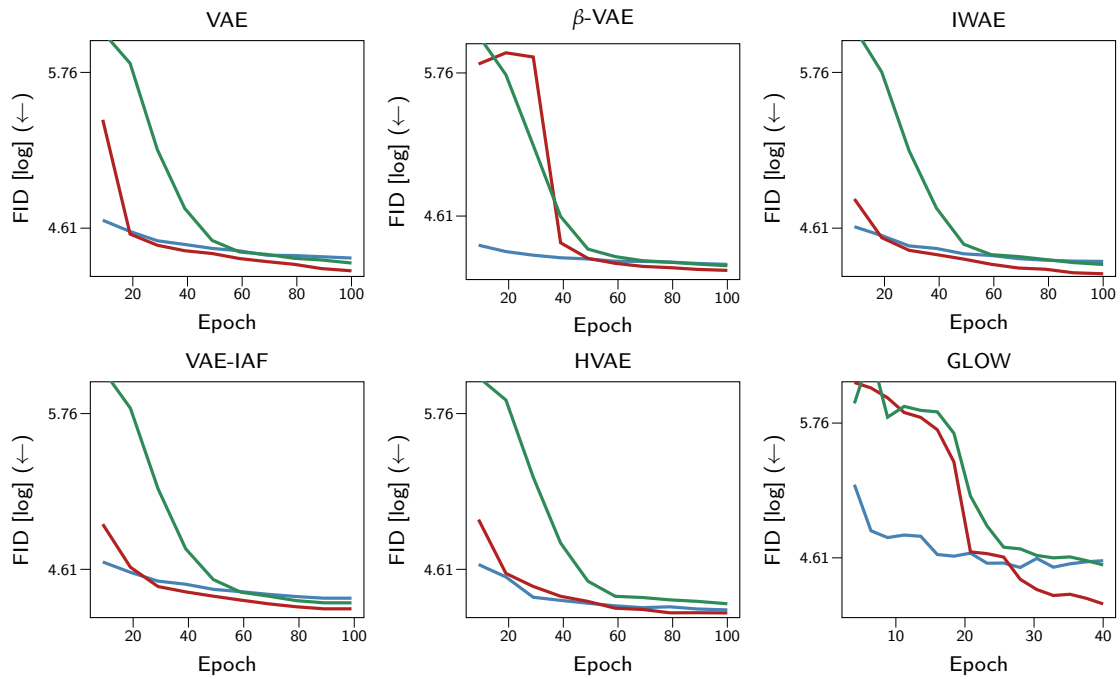 VAE
FID [log] (←)
5.76
4.61
20 40 60 80 100
Epoch
β-VAE
FID [log] (←)
5.76
4.61
20 40 60 80 100
Epoch
IWAE
FID [log] (←)
5.76
4.61
20 40 60 80 100
Epoch
VAE-IAF
FID [log] (←)
5.76
4.61
20 40 60 80 100
Epoch
HVAE
FID [log] (←)
5.76
4.61
20 40 60 80 100
Epoch
GLOW
FID [log] (←)
5.76
4.61
10 20 30 40
Epoch